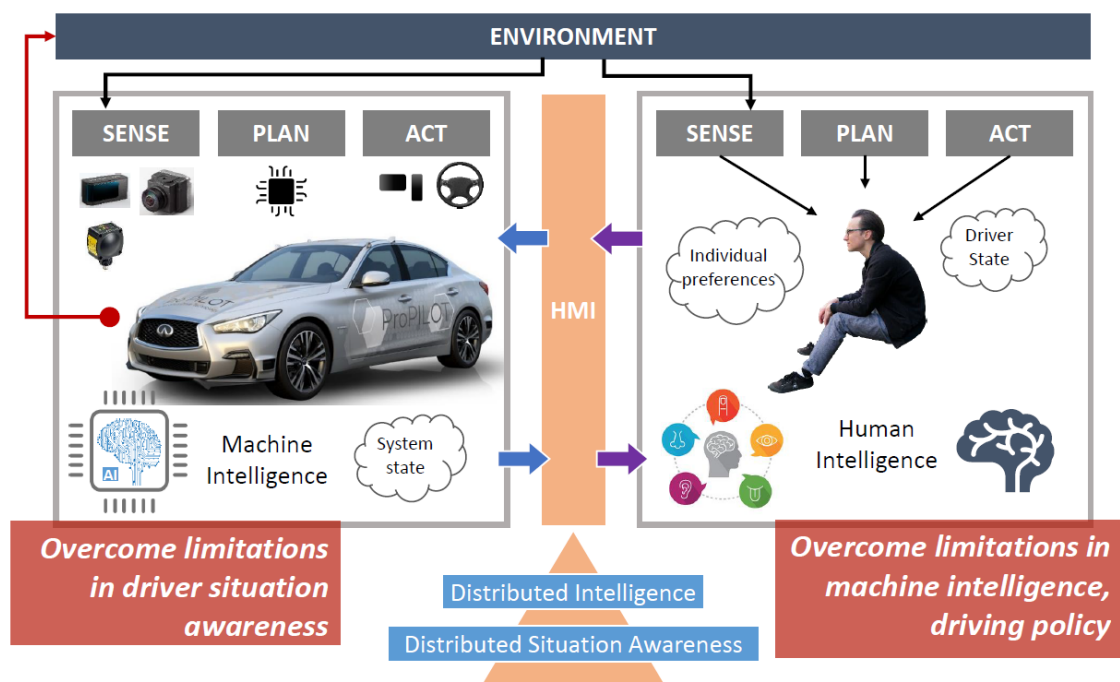 ENVIRONMENT
SENSE
PLAN
ACT
SENSE
PLAN
ACT
Individual
preferences
Driver
State
HMI
ProPILOT
Machine
Intelligence
AI
System
state
Human
Intelligence
Overcome limitations
in driver situation
awareness
Overcome limitations in
machine intelligence,
driving policy
Distributed Intelligence
Distributed Situation Awareness